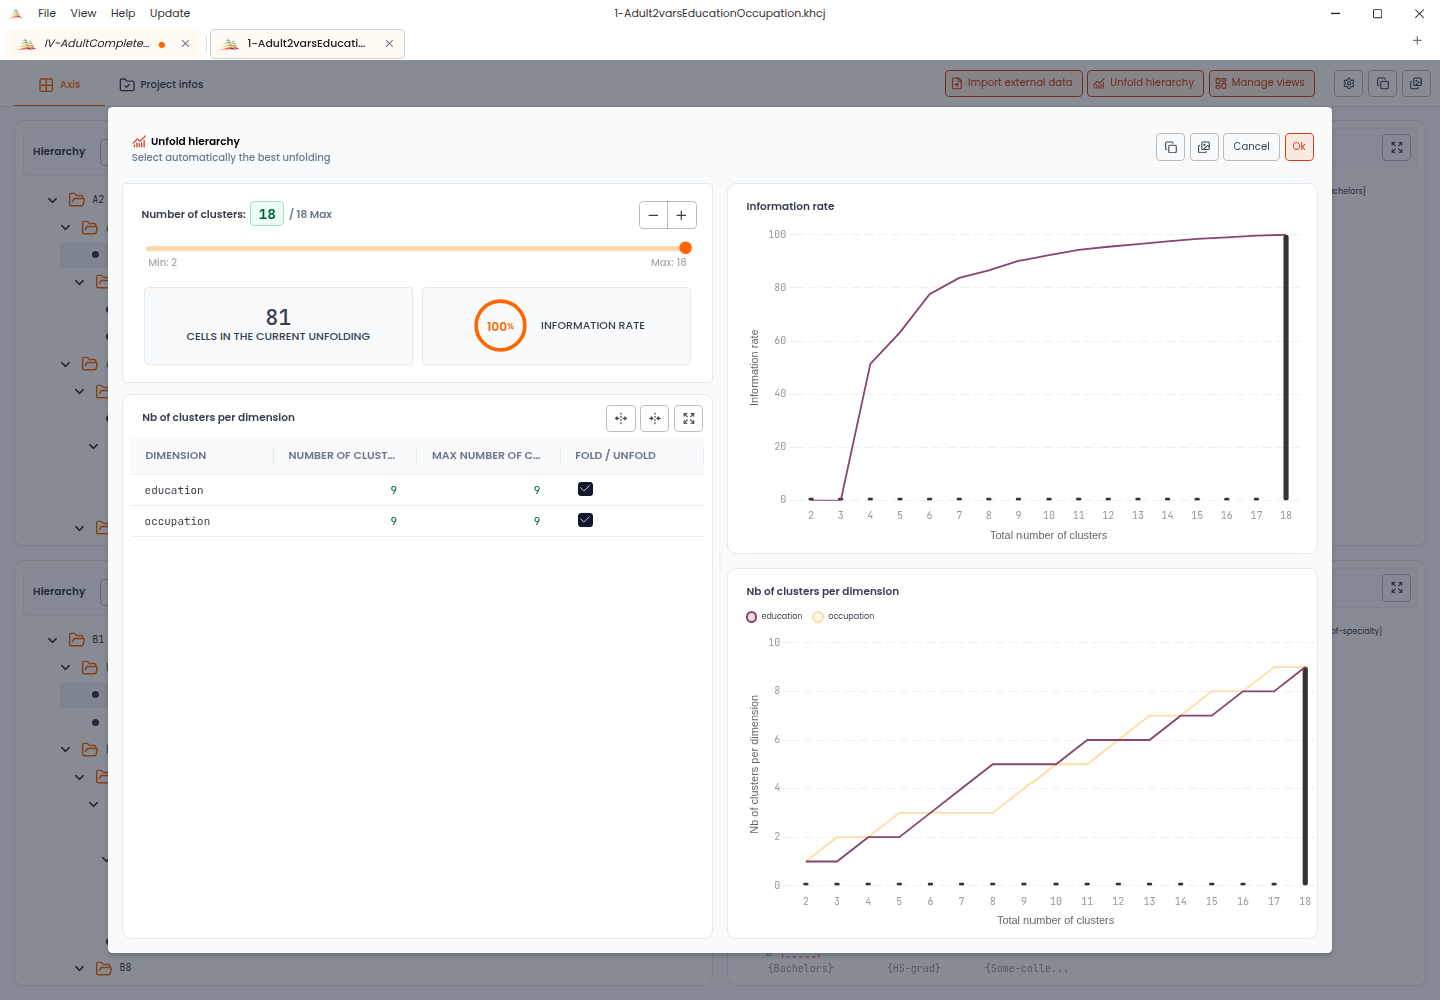 File View Help Update
1-Adult2varsEducationOccupation.khcj
IV-AdultComplete...
1-Adult2varsEducati...
Axis
Project infos
Import external data
Unfold hierarchy
Manage views
Hierarchy
A2
Unfold hierarchy
Select automatically the best unfolding
Cancel
Ok
Number of clusters: 18 / 18 Max
Min: 2
Max: 18
81
CELLS IN THE CURRENT UNFOLDING
100%
INFORMATION RATE
Nb of clusters per dimension
DIMENSION
NUMBER OF CLUST...
MAX NUMBER OF C...
FOLD / UNFOLD
education 9 9
occupation 9 9
Information rate
100
80
60
40
20
0
Information rate
2 3 4 5 6 7 8 9 10 11 12 13 14 15 16 17 18
Total number of clusters
Nb of clusters per dimension
education
occupation
10
8
6
4
2
0
Nb of clusters per dimension
2 3 4 5 6 7 8 9 10 11 12 13 14 15 16 17 18
Total number of clusters
achelors}
Hierarchy
B1
of-specialty}
B8
{Bachelors}
{HS-grad}
{Some-colle...